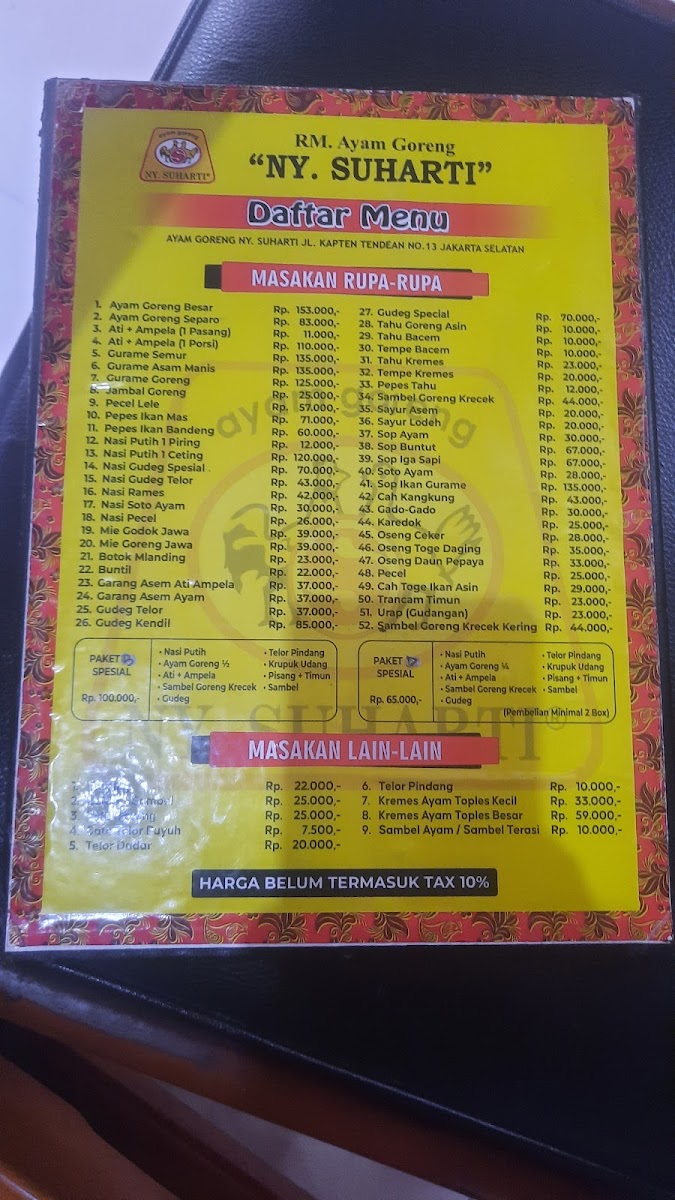 ayam goreng
NY. SUHARTI®
RM. Ayam Goreng
“NY. SUHARTI”
Daftar Menu
AYAM GORENG NY. SUHARTI JL. KAPTEN TENDEAN NO.13 JAKARTA SELATAN
MASAKAN RUPA-RUPA
1. Ayam Goreng Besar Rp. 153.000,-
2. Ayam Goreng Separo Rp. 83.000,-
3. Ati + Ampela (1 Pasang) Rp. 11.000,-
4. Ati + Ampela (1 Porsi) Rp. 110.000,-
5. Gurame Semur Rp. 135.000,-
6. Gurame Asam Manis Rp. 135.000,-
7. Gurame Goreng Rp. 125.000,-
8. Jambal Goreng Rp. 75.000,-
9. Pecel Lele Rp. 57.000,-
10. Pepes Ikan Mas Rp. 71.000,-
11. Pepes Ikan Bandeng Rp. 60.000,-
12. Nasi Putih 1 Piring Rp. 12.000,-
13. Nasi Putih 1 Ceting Rp. 120.000,-
14. Nasi Gudeg Spesial Rp. 70.000,-
15. Nasi Gudeg Telor Rp. 43.000,-
16. Nasi Rames Rp. 42.000,-
17. Nasi Soto Ayam Rp. 30.000,-
18. Nasi Pecel Rp. 26.000,-
19. Mie Godok Jawa Rp. 39.000,-
20. Mie Goreng Jawa Rp. 39.000,-
21. Botok Mlanding Rp. 23.000,-
22. Buntil Rp. 22.000,-
23. Garang Asem Ati Ampela Rp. 37.000,-
24. Garang Asem Ayam Rp. 37.000,-
25. Gudeg Telor Rp. 37.000,-
26. Gudeg Kendil Rp. 85.000,-
27. Gudeg Special Rp. 70.000,-
28. Tahu Goreng Asin Rp. 10.000,-
29. Tahu Bacem Rp. 10.000,-
30. Tempe Bacem Rp. 10.000,-
31. Tahu Kremes Rp. 23.000,-
32. Tempe Kremes Rp. 20.000,-
33. Pepes Tahu Rp. 12.000,-
34. Sambel Goreng Krecek Rp. 44.000,-
35. Sayur Asem Rp. 20.000,-
36. Sayur Lodeh Rp. 20.000,-
37. Sop Ayam Rp. 30.000,-
38. Sop Buntut Rp. 67.000,-
39. Sop Iga Sapi Rp. 67.000,-
40. Soto Ayam Rp. 28.000,-
41. Sop Ikan Gurame Rp. 135.000,-
42. Cah Kangkung Rp. 43.000,-
43. Gado-Gado Rp. 30.000,-
44. Karedok Rp. 25.000,-
45. Oseng Ceker Rp. 28.000,-
46. Oseng Toge Daging Rp. 35.000,-
47. Oseng Daun Pepaya Rp. 33.000,-
48. Pecel Rp. 25.000,-
49. Cah Toge Ikan Asin Rp. 29.000,-
50. Trancam Timun Rp. 23.000,-
51. Urap (Gudangan) Rp. 23.000,-
52. Sambel Goreng Krecek Kering Rp. 44.000,-
PAKET
SPESIAL
Rp. 100.000,-
• Nasi Putih
• Ayam Goreng ½
• Ati + Ampela
• Sambel Goreng Krecek
• Gudeg
• Telor Pindang
• Krupuk Udang
• Pisang + Timun
• Sambel
PAKET
SPESIAL
Rp. 65.000,-
• Nasi Putih
• Ayam Goreng ¼
• Ati + Ampela
• Sambel Goreng Krecek
• Gudeg
• Telor Pindang
• Krupuk Udang
• Pisang + Timun
• Sambel
(Pembelian Minimal 2 Box)
ayam goreng
NY. SUHARTI®
MASAKAN LAIN-LAIN
Rp. 22.000,-
Rp. 25.000,-
Rp. 25.000,-
4. Telor Puyuh Rp. 7.500,-
5. Telor Dadar Rp. 20.000,-
6. Telor Pindang Rp. 10.000,-
7. Kremes Ayam Toples Kecil Rp. 33.000,-
8. Kremes Ayam Toples Besar Rp. 59.000,-
9. Sambel Ayam / Sambel Terasi Rp. 10.000,-
HARGA BELUM TERMASUK TAX 10%